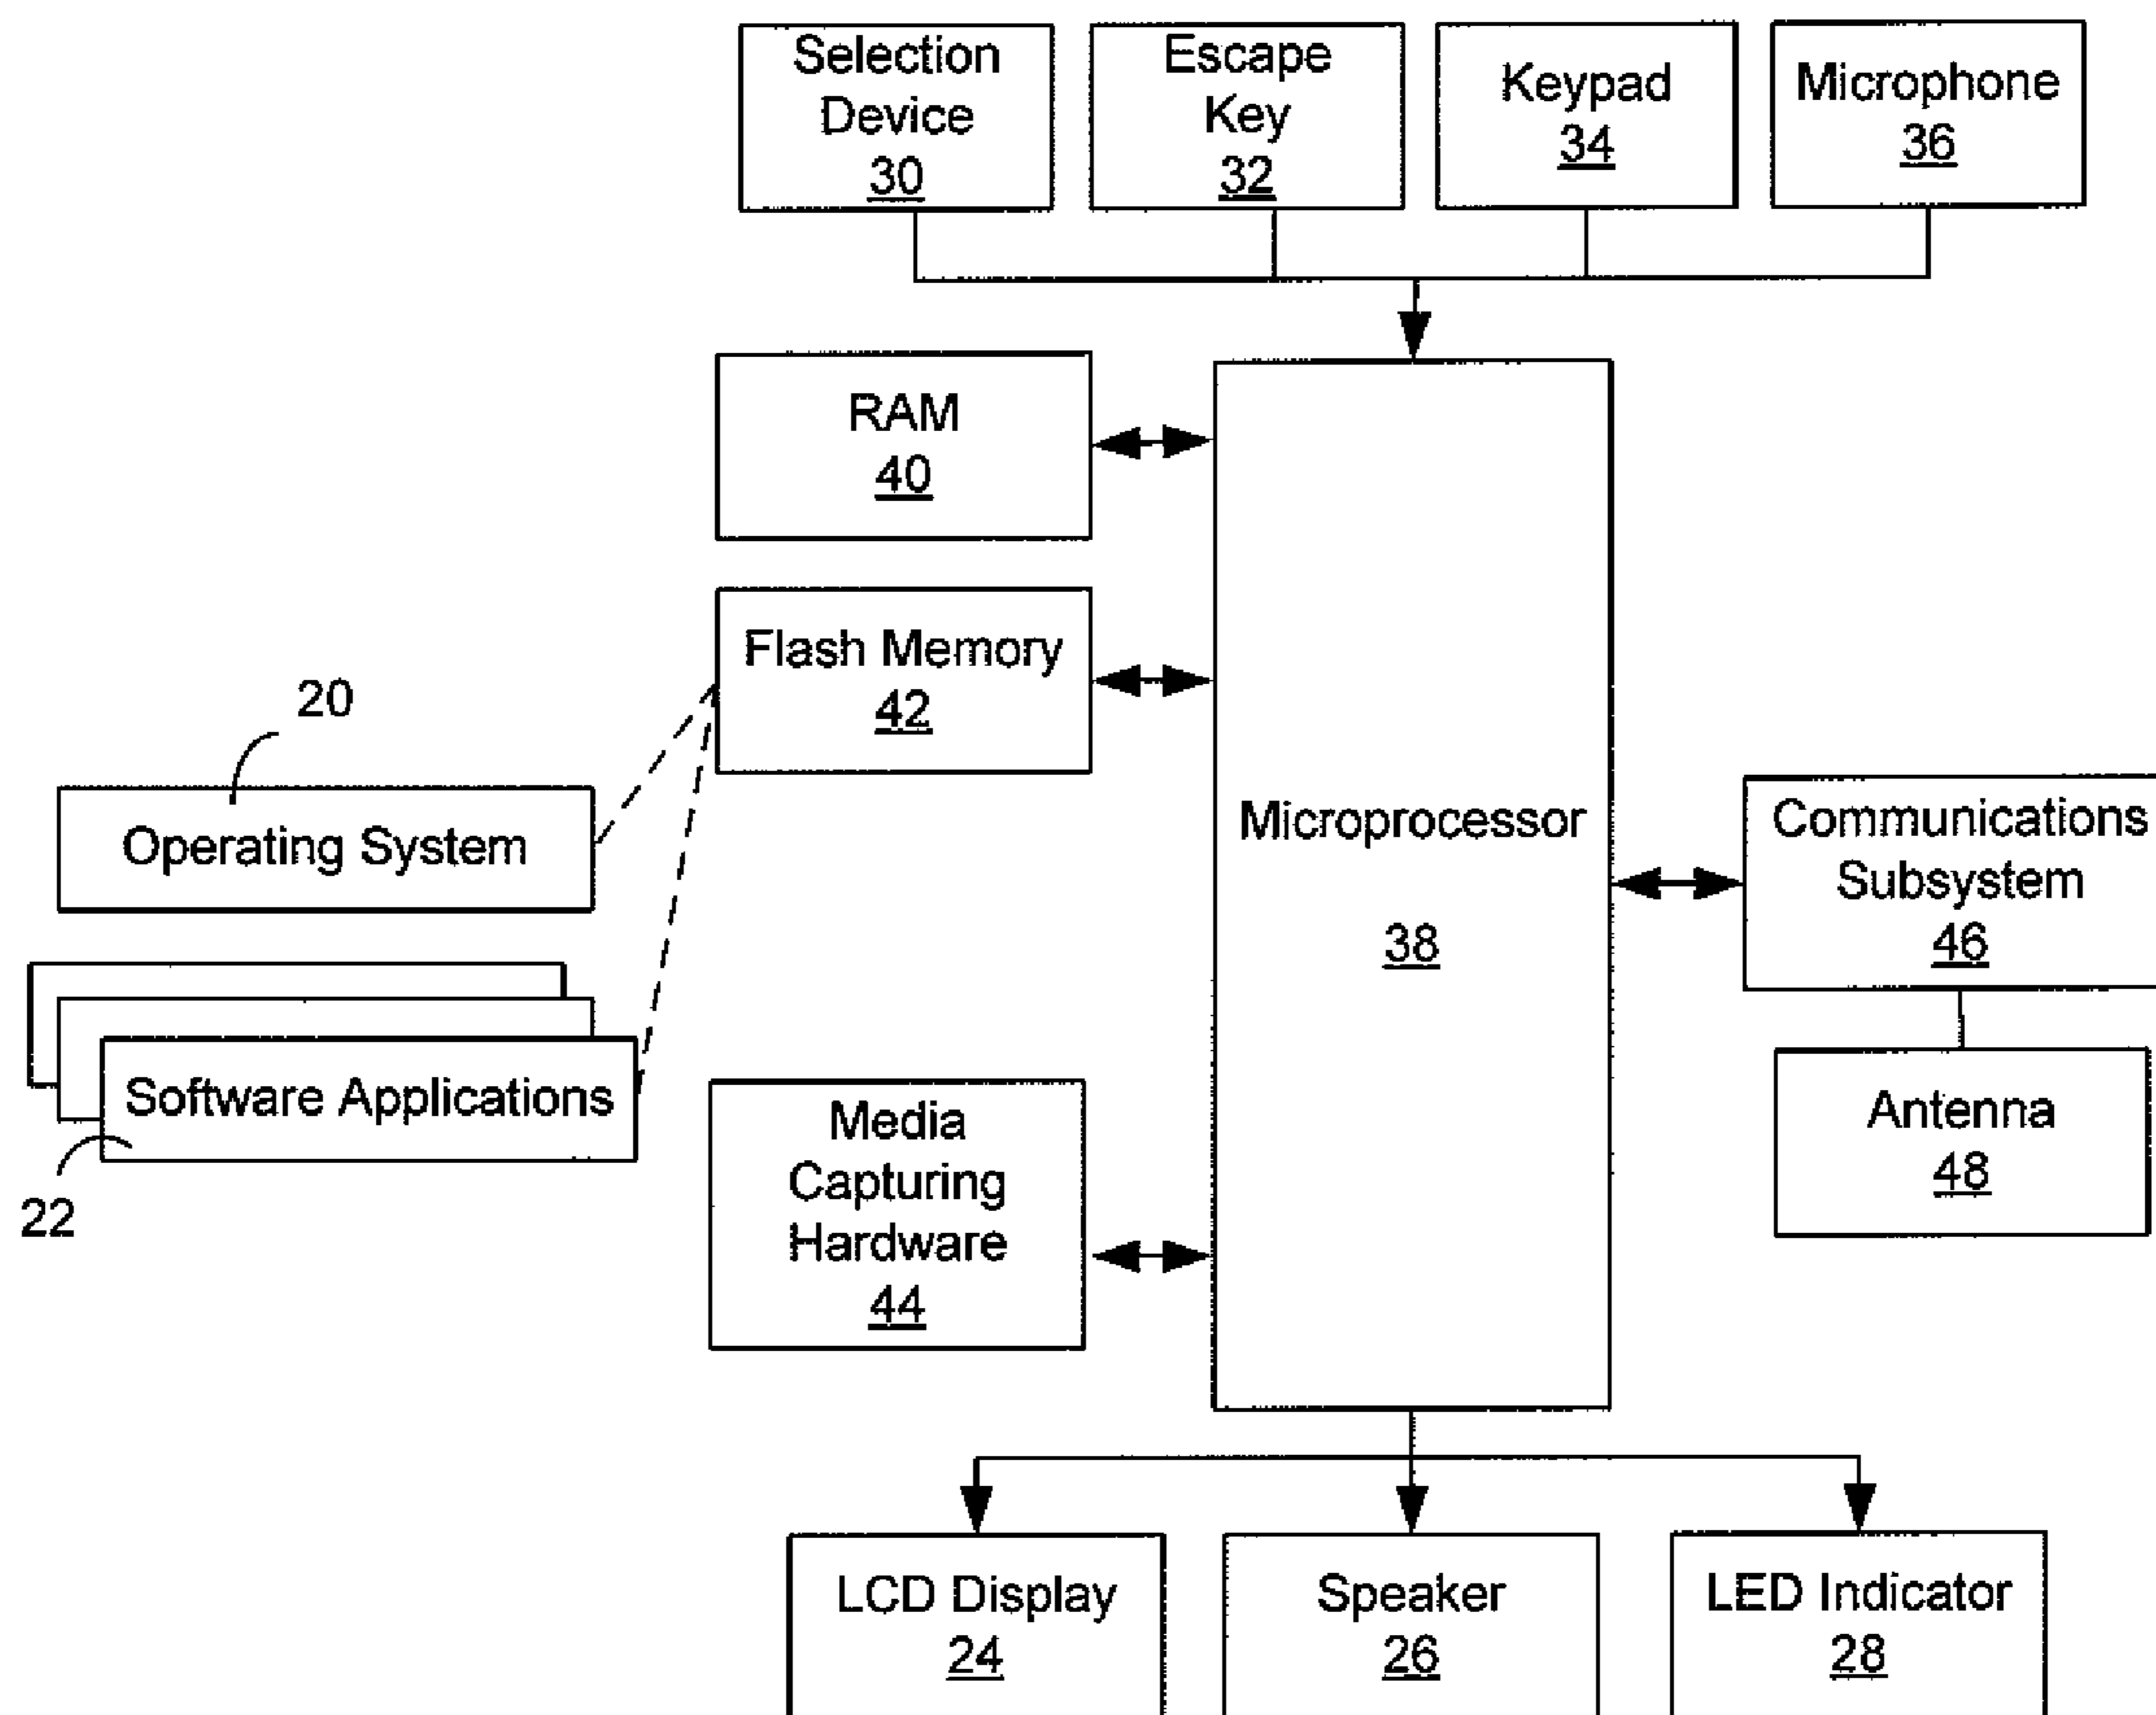 Selection
Device
30
Escape
Key
32
Keypad
34
Microphone
36
RAM
40
Flash Memory
42
20
Operating System
Software Applications
22
Media
Capturing
Hardware
44
Microprocessor
38
Communications
Subsystem
46
Antenna
48
LCD Display
24
Speaker
26
LED Indicator
28